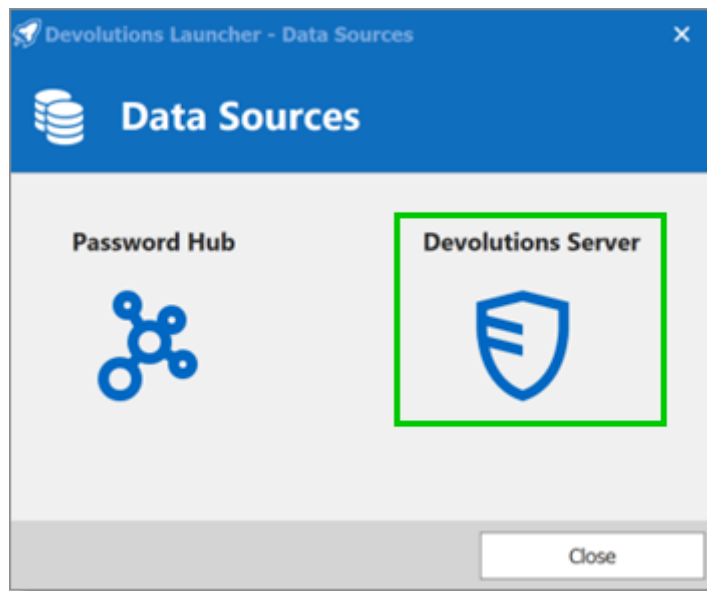 Devolutions Launcher - Data Sources
Data Sources
Password Hub
Devolutions Server
Close